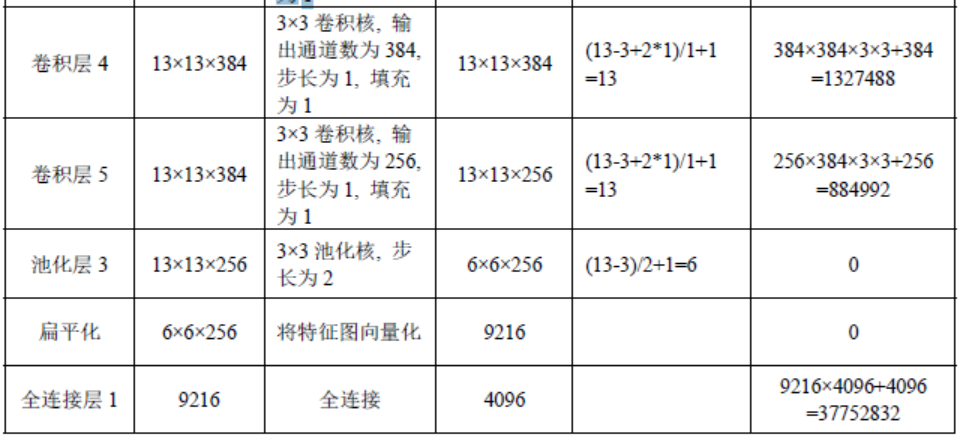 为1
3×3 卷积核，输
卷积层 4 13×13×384 出通道数为 384, 13×13×384 (13-3+2*1)/1+1 384×384×3×3+384
步长为 1，填充 =13 =1327488
为 1
3×3 卷积核，输
卷积层 5 13×13×384 出通道数为 256, 13×13×256 (13-3+2*1)/1+1 256×384×3×3+256
步长为 1，填充 =13 =884992
为 1
池化层 3 13×13×256 3×3 池化核，步 6×6×256 (13-3)/2+1=6 0
长为 2
扁平化 6×6×256 将特征图向量化 9216 0
全连接层 1 9216 全连接 4096 9216×4096+4096
=37752832